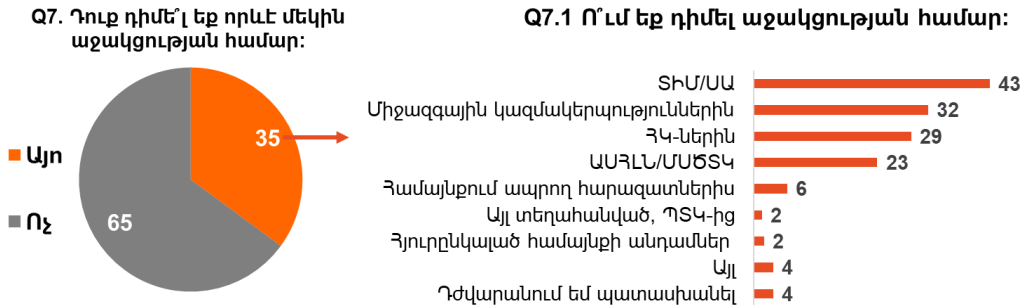 Q7. Դուք դիմե՞լ եք որևէ մեկին
աջակցության համար:
Այո
Ոչ
35
65
Q7.1 Ո՞ւմ եք դիմել աջակցության համար:
ՏԻՄ/ՍԱ 43
Միջազգային կազմակերպություններին 32
ՀԿ-ներին 29
ԱՍՀԼՆ/ՄՍԾՏԿ 23
Համայնքում ապրող հարազատներիս 6
Այլ տեղահանված, ՊՏԿ-ից 2
Հյուրընկալած համայնքի անդամներ 2
Այլ 4
Դժվարանում եմ պատասխանել 4